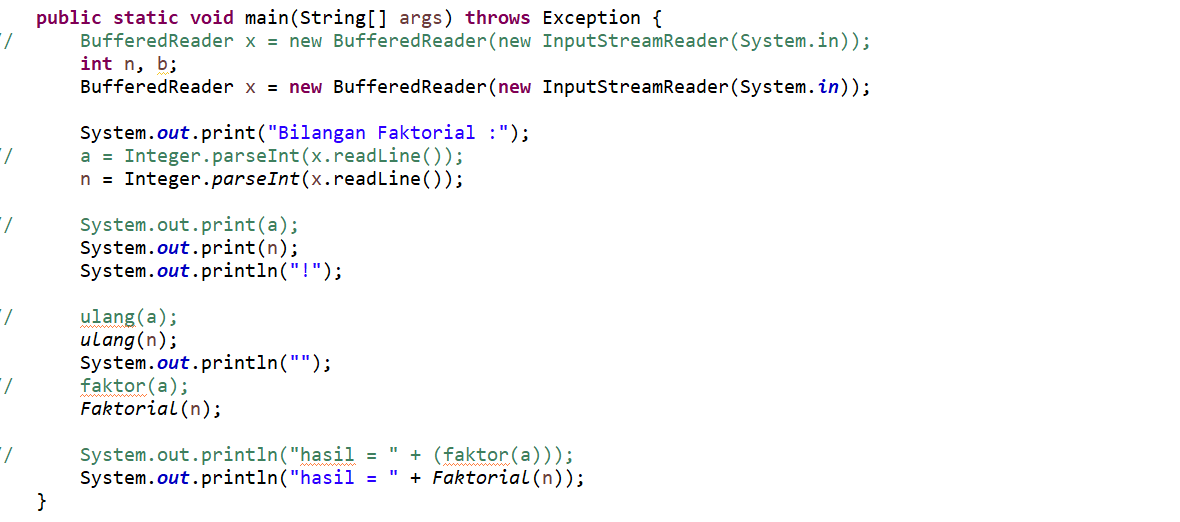 public static void main(String[] args) throws Exception {
// BufferedReader x = new BufferedReader(new InputStreamReader(System.in));
int n, b;
BufferedReader x = new BufferedReader(new InputStreamReader(System.in));
System.out.print("Bilangan Faktorial :");
// a = Integer.parseInt(x.readLine());
n = Integer.parseInt(x.readLine());
// System.out.print(a);
System.out.print(n);
System.out.println("!");
// ulang(a);
ulang(n);
System.out.println("");
// faktor(a);
Faktorial(n);
// System.out.println("hasil = " + (faktor(a)));
System.out.println("hasil = " + Faktorial(n));
}